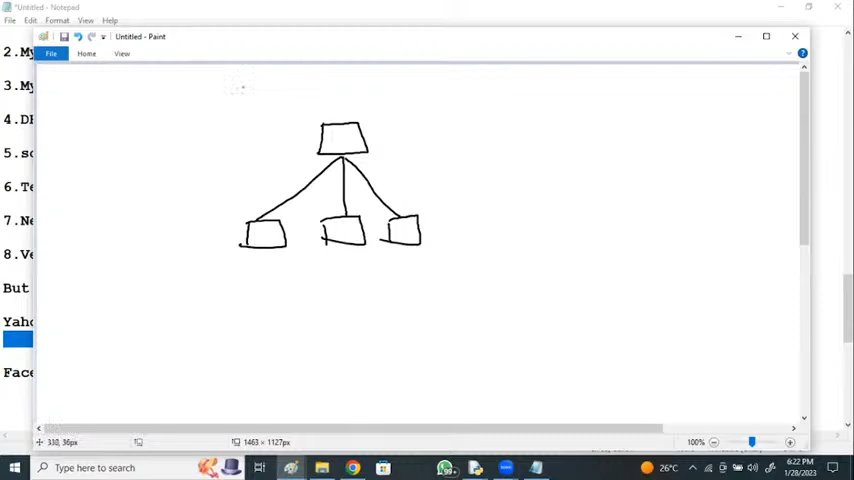 *Untitled - Notepad
File Edit Format View Help
Untitled - Paint
File Home View
2.My
3.My
4.D
5.sc
6.Te
7.Ne
8.Ve
But
Yaho
Face
330, 36px
1463 × 1127px
100%
Type here to search
99+
26°C
6:22 PM
1/28/2023